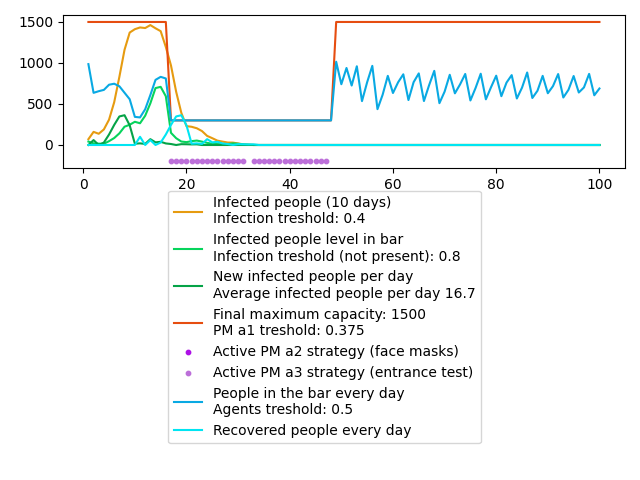 1500
1000
500
0
0
20
40
60
80
100
Infected people (10 days)
Infection treshold: 0.4
Infected people level in bar
Infection treshold (not present): 0.8
New infected people per day
Average infected people per day 16.7
Final maximum capacity: 1500
PM a1 treshold: 0.375
Active PM a2 strategy (face masks)
Active PM a3 strategy (entrance test)
People in the bar every day
Agents treshold: 0.5
Recovered people every day